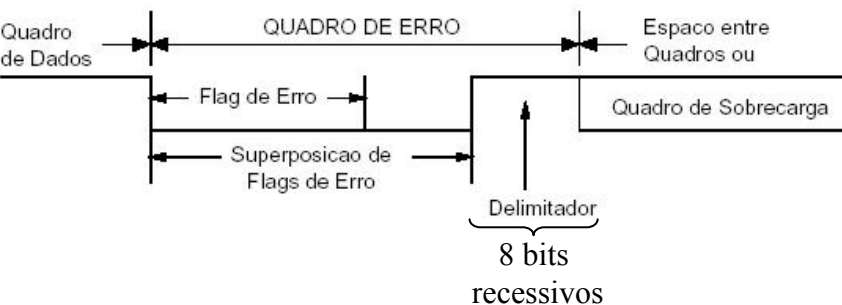 Quadro
de Dados
QUADRO DE ERRO
Espaco entre
Quadros ou
Flag de Erro
Quadro de Sobrecarga
Superposicao de
Flags de Erro
Delimitador
8 bits
recessivos